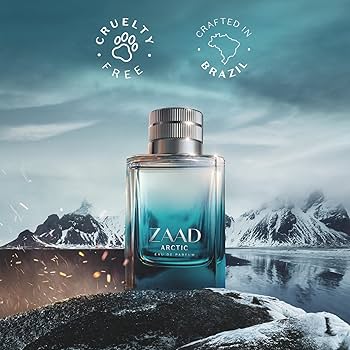 CRUELTY
FREE
CRAFTED IN
BRAZIL
ZAAD
ARCTIC
EAU DE PARFUM